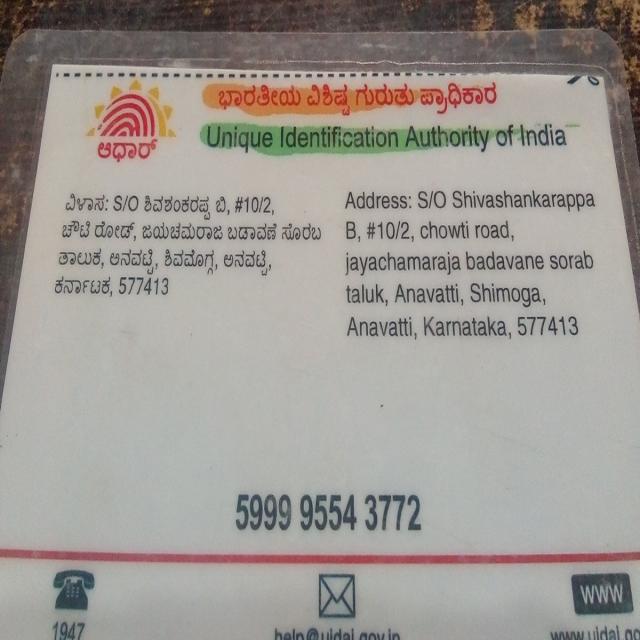 ಭಾರತೀಯ ವಿಶಿಷ್ಟ ಗುರುತು ಪ್ರಾಧಿಕಾರ
Unique Identification Authority of India
ಆಧಾರ್
ವಿಳಾಸ: S/O ಶಿವಶಂಕರಪ್ಪ ಬಿ, #10/2,
ಚೌಟಿ ರೋಡ್, ಜಯಚಮರಾಜ ಬಡಾವಣೆ ಸೊರಬ
ತಾಲುಕ, ಆನವಟ್ಟಿ, ಶಿವಮೊಗ್ಗ, ಅನವಟ್ಟಿ,
ಕರ್ನಾಟಕ, 577413
Address: S/O Shivashankarappa
B, #10/2, chowti road,
jayachamaraja badavane sorab
taluk, Anavatti, Shimoga,
Anavatti, Karnataka, 577413
5999 9554 3772
1947
help@uidai.gov.in
WWW
www.uidai.go